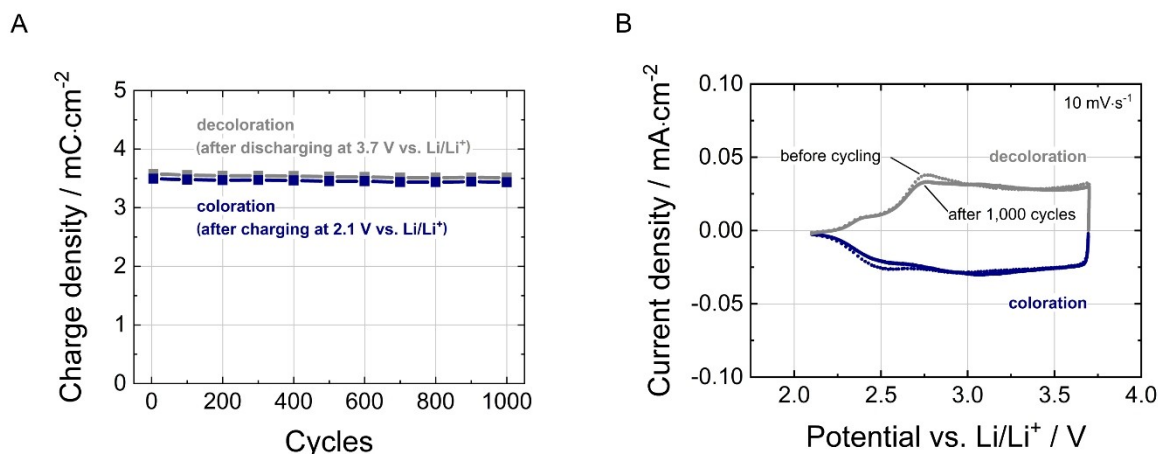 A
Charge density / mC·cm⁻²
5
4
3
2
1
0
decoloration
(after discharging at 3.7 V vs. Li/Li⁺)
coloration
(after charging at 2.1 V vs. Li/Li⁺)
0 200 400 600 800 1000
Cycles
B
Current density / mA·cm⁻²
0.10
0.05
0.00
-0.05
-0.10
10 mV·s⁻¹
before cycling
decoloration
after 1,000 cycles
coloration
2.0 2.5 3.0 3.5 4.0
Potential vs. Li/Li⁺ / V